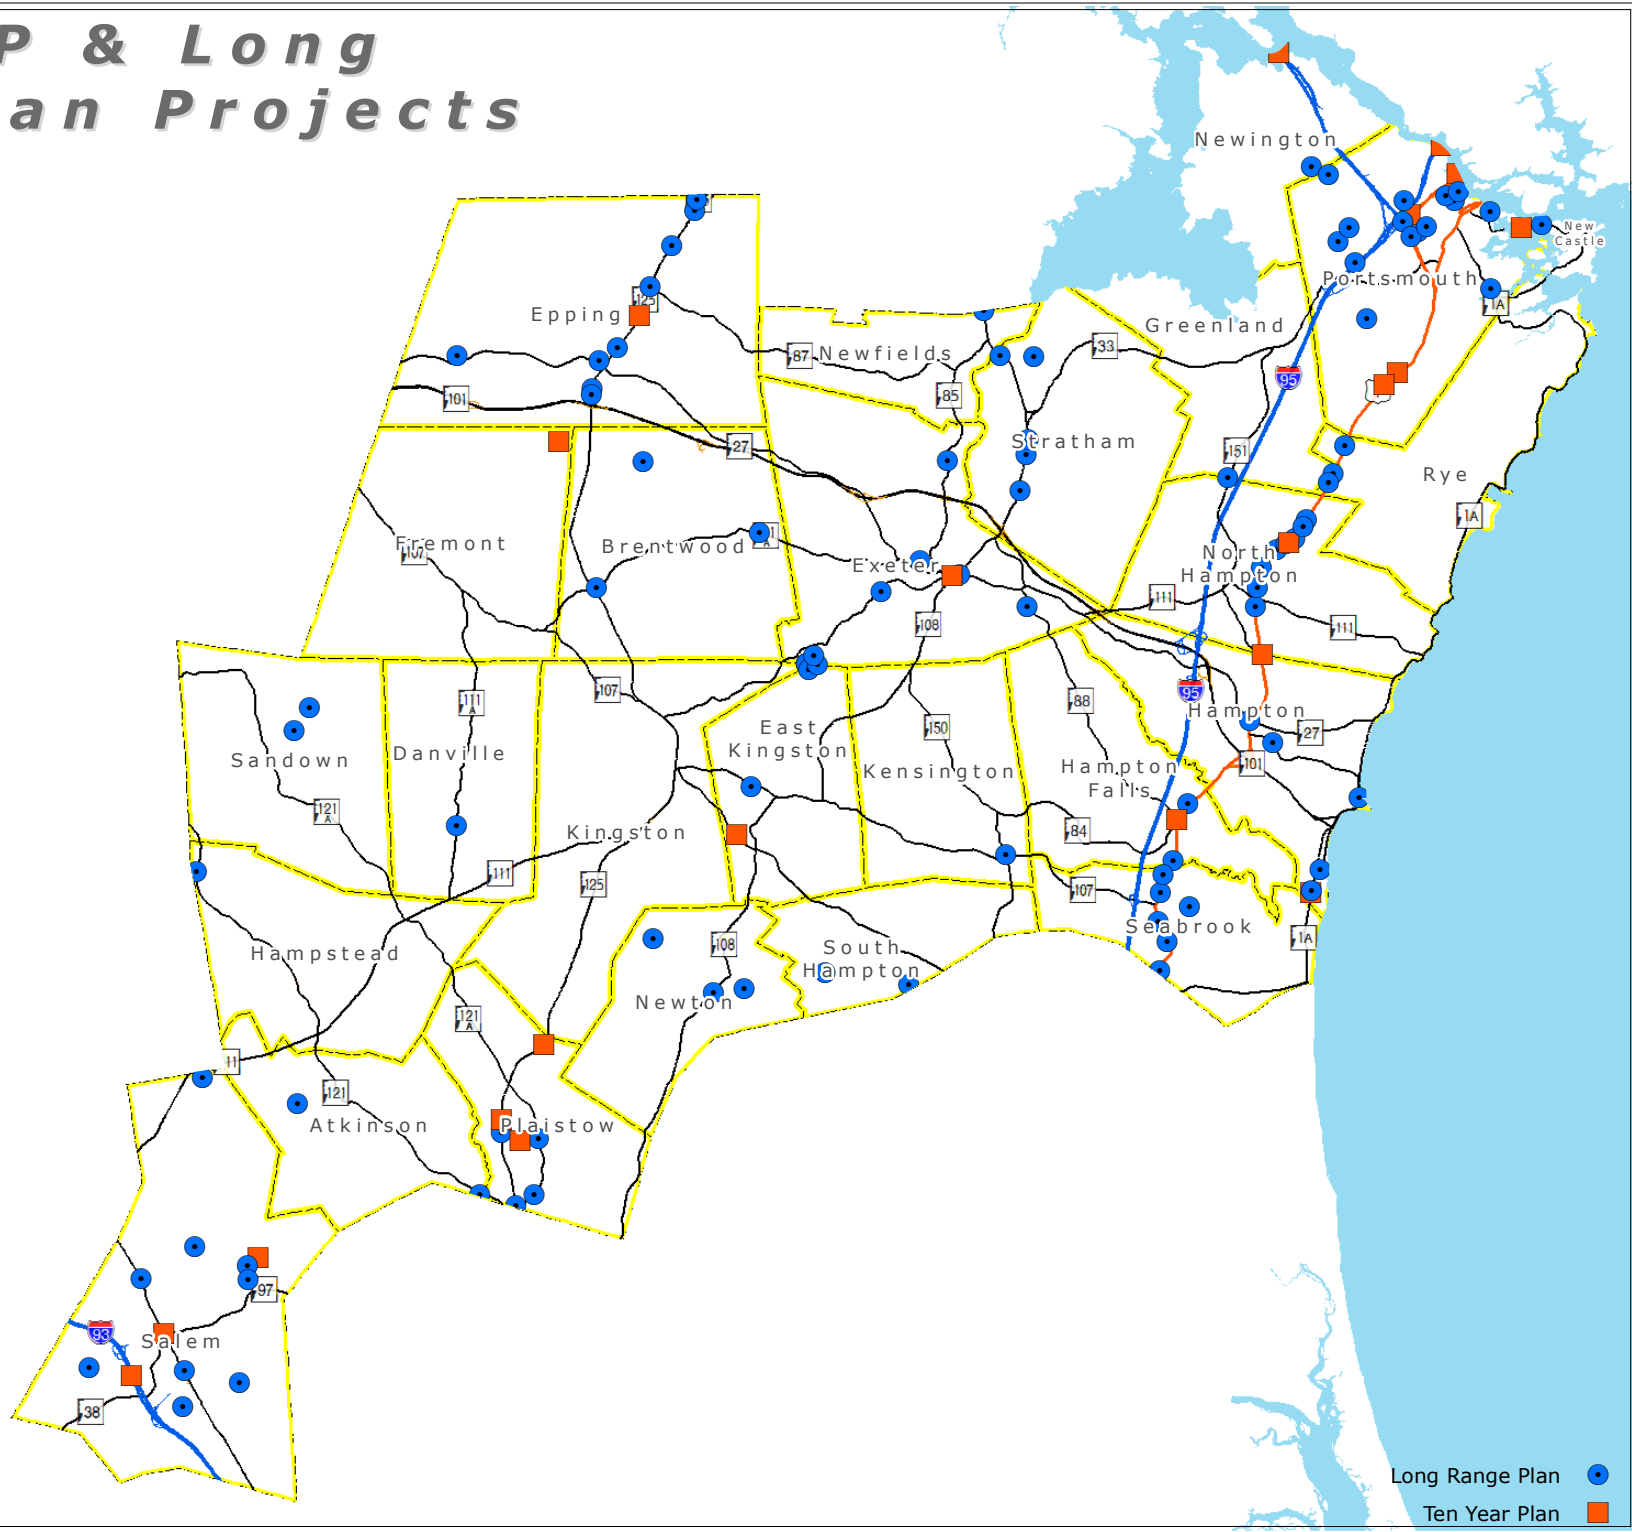 P & Long
an Projects
Newington
New
Castle
Portsmouth
1A
125
Epping
Greenland
87
Newfields
33
95
101
85
27
Stratham
151
Rye
1A
Fremont
107
Brentwood
Exeter
North
Hampton
111
108
111
107
111
A
88
95
Hampton
Sandown
Danville
East
Kingston
150
27
Kensington
Hampton
Falls
101
121
A
Kingston
84
111
125
107
Seabrook
1A
Hampstead
108
South
Hampton
Newton
121
A
11
121
Atkinson
Plaistow
97
93
Salem
38
Long Range Plan
Ten Year Plan